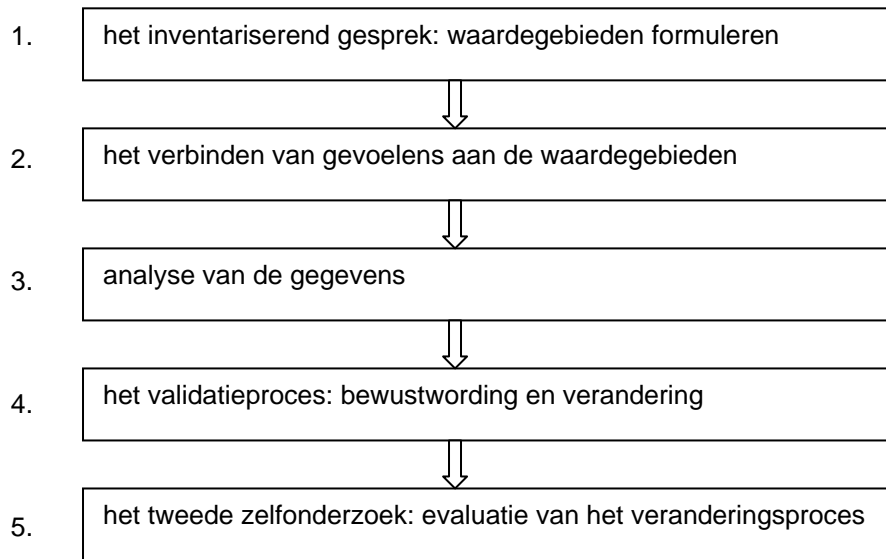 1. het inventariserend gesprek: waardegebieden formuleren
2. het verbinden van gevoelens aan de waardegebieden
3. analyse van de gegevens
4. het validatieproces: bewustwording en verandering
5. het tweede zelfonderzoek: evaluatie van het veranderingsproces